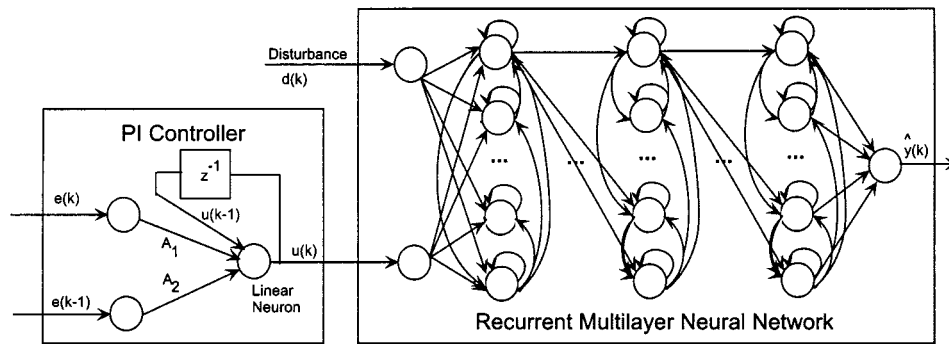 Disturbance
d(k)
PI Controller
z⁻¹
e(k)
u(k-1)
A₁
u(k)
A₂
e(k-1)
Linear
Neuron
...
...
...
...
...
ŷ(k)
Recurrent Multilayer Neural Network